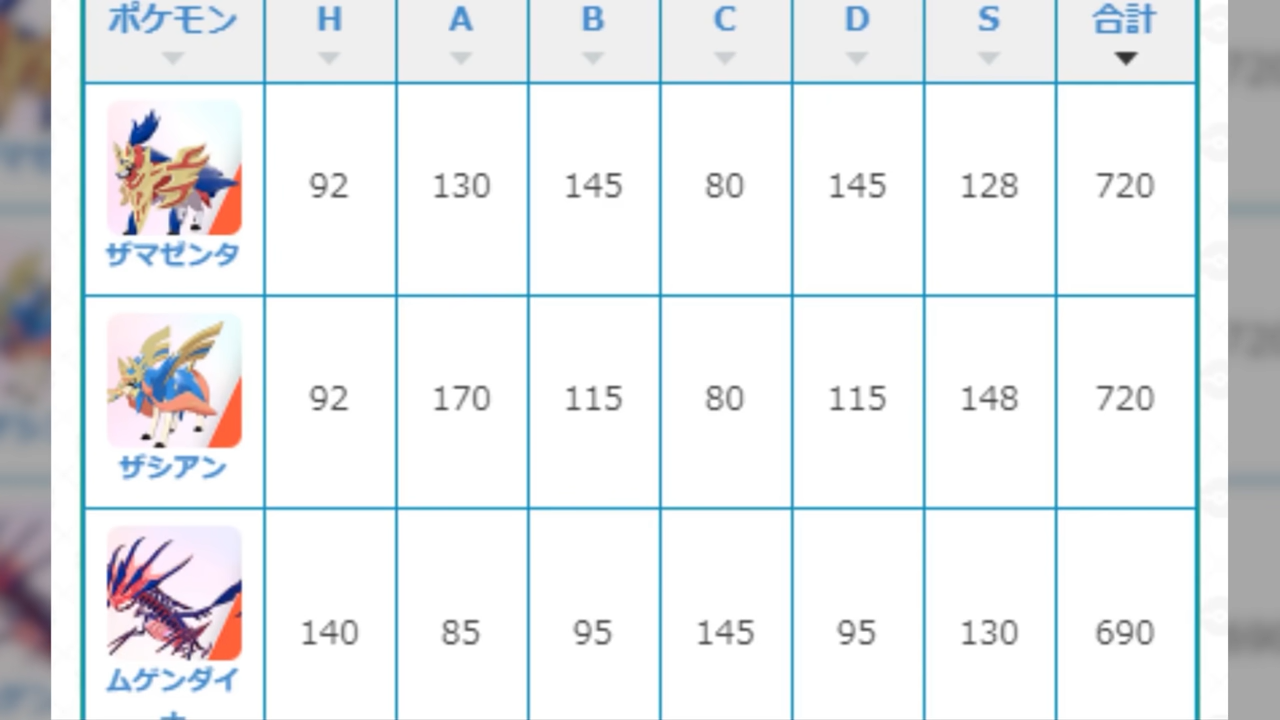 ポケモン H A B C D S 合計
92 130 145 80 145 128 720
ザマゼンタ
92 170 115 80 115 148 720
ザシアン
140 85 95 145 95 130 690
ムゲンダイ